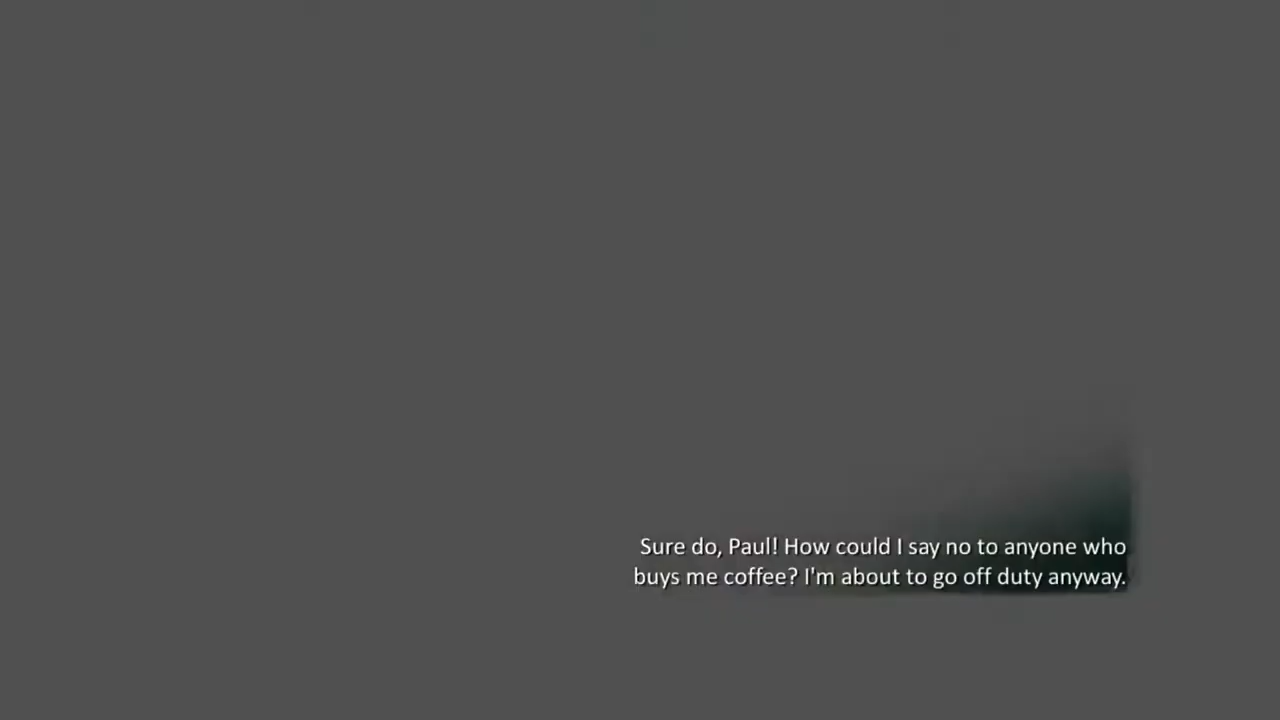 Sure do, Paul! How could I say no to anyone who
buys me coffee? I'm about to go off duty anyway.